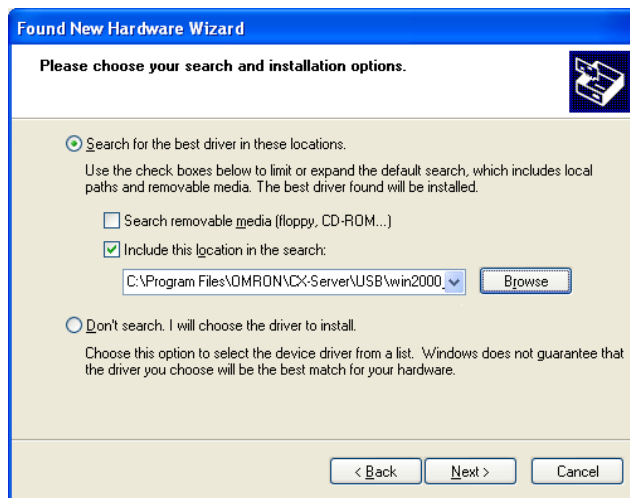 Found New Hardware Wizard
Please choose your search and installation options.
Search for the best driver in these locations.
Use the check boxes below to limit or expand the default search, which includes local
paths and removable media. The best driver found will be installed.
Search removable media (floppy, CD-ROM...)
Include this location in the search:
C:\Program Files\OMRON\CX-Server\USB\win2000_
Browse
Don't search. I will choose the driver to install.
Choose this option to select the device driver from a list. Windows does not guarantee that
the driver you choose will be the best match for your hardware.
< Back
Next >
Cancel